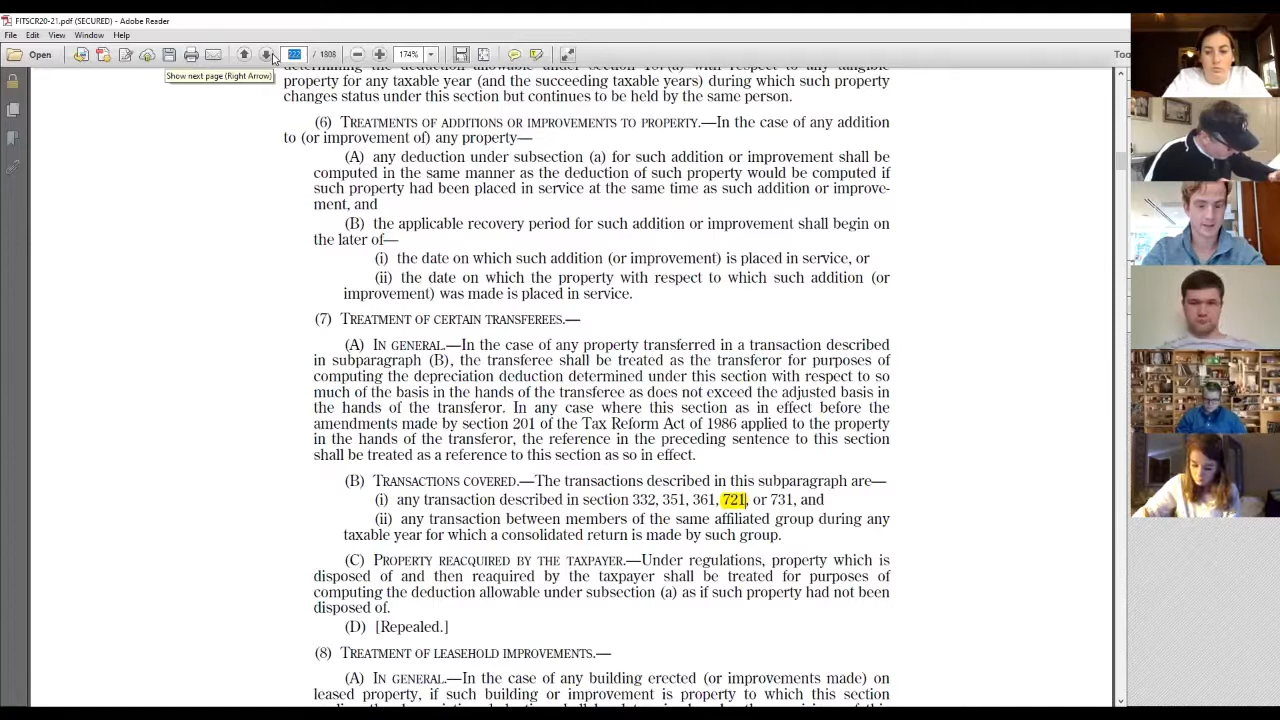 FITSCR20-21.pdf (SECURED) - Adobe Reader
File Edit View Window Help
Open
/ 1808
174%
Too
Show next page (Right Arrow)
property for any taxable year (and the succeeding taxable years) during which such property
changes status under this section but continues to be held by the same person.
(6) TREATMENTS OF ADDITIONS OR IMPROVEMENTS TO PROPERTY.—In the case of any addition
to (or improvement of) any property—
(A) any deduction under subsection (a) for such addition or improvement shall be
computed in the same manner as the deduction of such property would be computed if
such property had been placed in service at the same time as such addition or improve-
ment, and
(B) the applicable recovery period for such addition or improvement shall begin on
the later of—
(i) the date on which such addition (or improvement) is placed in service, or
(ii) the date on which the property with respect to which such addition (or
improvement) was made is placed in service.
(7) TREATMENT OF CERTAIN TRANSFEREES.—
(A) IN GENERAL.—In the case of any property transferred in a transaction described
in subparagraph (B), the transferee shall be treated as the transferor for purposes of
computing the depreciation deduction determined under this section with respect to so
much of the basis in the hands of the transferee as does not exceed the adjusted basis in
the hands of the transferor. In any case where this section as in effect before the
amendments made by section 201 of the Tax Reform Act of 1986 applied to the property
in the hands of the transferor, the reference in the preceding sentence to this section
shall be treated as a reference to this section as so in effect.
(B) TRANSACTIONS COVERED.—The transactions described in this subparagraph are—
(i) any transaction described in section 332, 351, 361, 721, or 731, and
(ii) any transaction between members of the same affiliated group during any
taxable year for which a consolidated return is made by such group.
(C) PROPERTY REACQUIRED BY THE TAXPAYER.—Under regulations, property which is
disposed of and then reaquired by the taxpayer shall be treated for purposes of
computing the deduction allowable under subsection (a) as if such property had not been
disposed of.
(D) [Repealed.]
(8) TREATMENT OF LEASEHOLD IMPROVEMENTS.—
(A) IN GENERAL.—In the case of any building erected (or improvements made) on
leased property, if such building or improvement is property to which this section